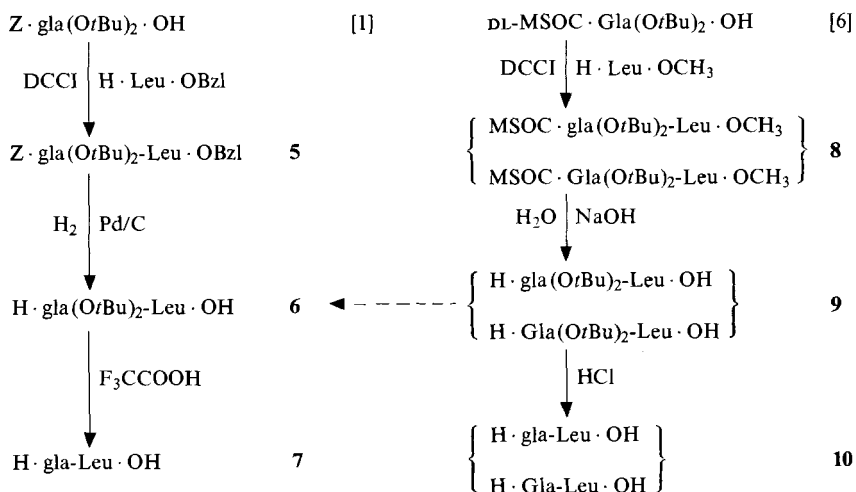 Z · gla(OtBu)₂ · OH [1]
DCCI H · Leu · OBzl
Z · gla(OtBu)₂-Leu · OBzl 5
H₂ Pd/C
H · gla(OtBu)₂-Leu · OH 6
F₃CCOOH
H · gla-Leu · OH 7
DL-MSOC · Gla(OtBu)₂ · OH [6]
DCCI H · Leu · OCH₃
MSOC · gla(OtBu)₂-Leu · OCH₃
MSOC · Gla(OtBu)₂-Leu · OCH₃
8
H₂O NaOH
H · gla(OtBu)₂-Leu · OH
H · Gla(OtBu)₂-Leu · OH
9
HCl
H · gla-Leu · OH
H · Gla-Leu · OH
10